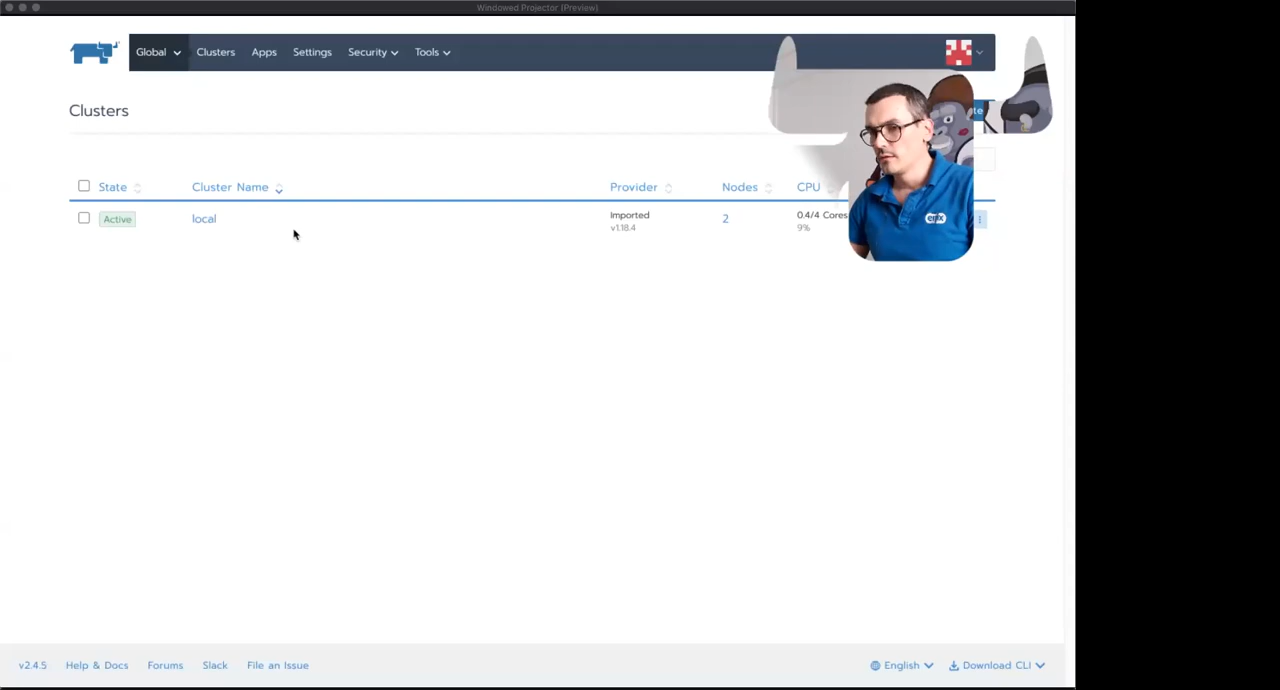 Windowed Projector (Preview)
Global Clusters Apps Settings Security Tools
Clusters
State Cluster Name Provider Nodes CPU
Active local Imported 2 0.4/4 Cores
v1.18.4 9%
enix
v2.4.5 Help & Docs Forums Slack File an Issue English Download CLI